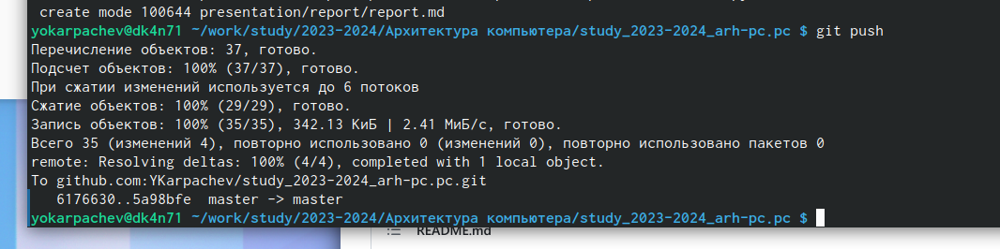 create mode 100644 presentation/report/report.md
yokarpachev@dk4n71 ~/work/study/2023-2024/Архитектура компьютера/study_2023-2024_arh-pc.pc $ git push
Перечисление объектов: 37, готово.
Подсчет объектов: 100% (37/37), готово.
При сжатии изменений используется до 6 потоков
Сжатие объектов: 100% (29/29), готово.
Запись объектов: 100% (35/35), 342.13 КиБ | 2.41 МиБ/с, готово.
Всего 35 (изменений 4), повторно использовано 0 (изменений 0), повторно использовано пакетов 0
remote: Resolving deltas: 100% (4/4), completed with 1 local object.
To github.com:YKarpachev/study_2023-2024_arh-pc.pc.git
6176630..5a98bfe  master -> master
yokarpachev@dk4n71 ~/work/study/2023-2024/Архитектура компьютера/study_2023-2024_arh-pc.pc $
README.md